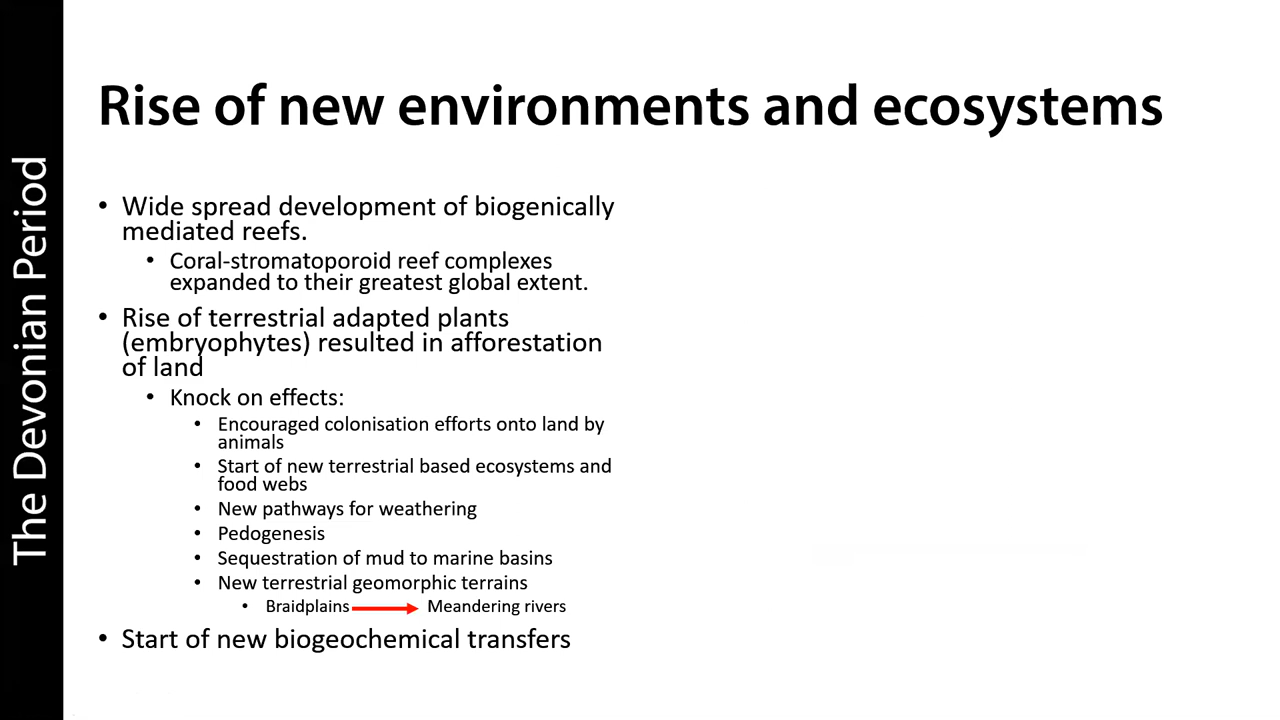 The Devonian Period
Rise of new environments and ecosystems
• Wide spread development of biogenically
mediated reefs.
• Coral-stromatoporoid reef complexes
expanded to their greatest global extent.
• Rise of terrestrial adapted plants
(embryophytes) resulted in afforestation
of land
• Knock on effects:
• Encouraged colonisation efforts onto land by
animals
• Start of new terrestrial based ecosystems and
food webs
• New pathways for weathering
• Pedogenesis
• Sequestration of mud to marine basins
• New terrestrial geomorphic terrains
• Braidplains Meandering rivers
• Start of new biogeochemical transfers